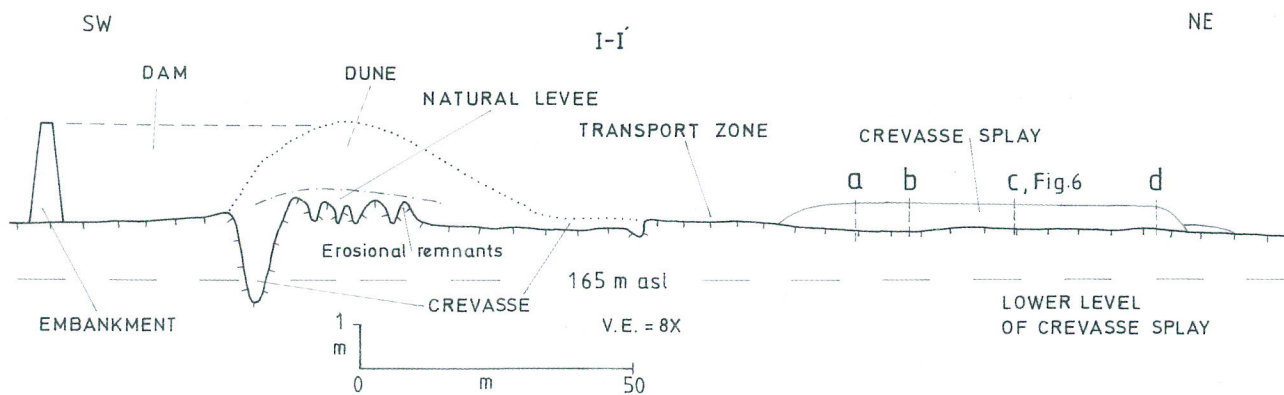 SW
I-I′
NE
DAM
DUNE
NATURAL LEVEE
TRANSPORT ZONE
CREVASSE SPLAY
a
b
c, Fig.6
d
Erosional remnants
165 m asl
EMBANKMENT
CREVASSE
V.E. = 8X
LOWER LEVEL
OF CREVASSE SPLAY
1
m
0
m
50